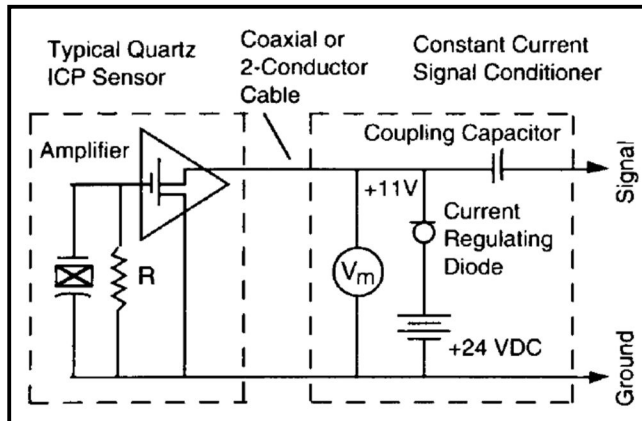 Typical Quartz
ICP Sensor
Coaxial or
2-Conductor
Cable
Constant Current
Signal Conditioner
Amplifier
R
Coupling Capacitor
+11V
Current
Regulating
Diode
Vm
+24 VDC
Signal
Ground